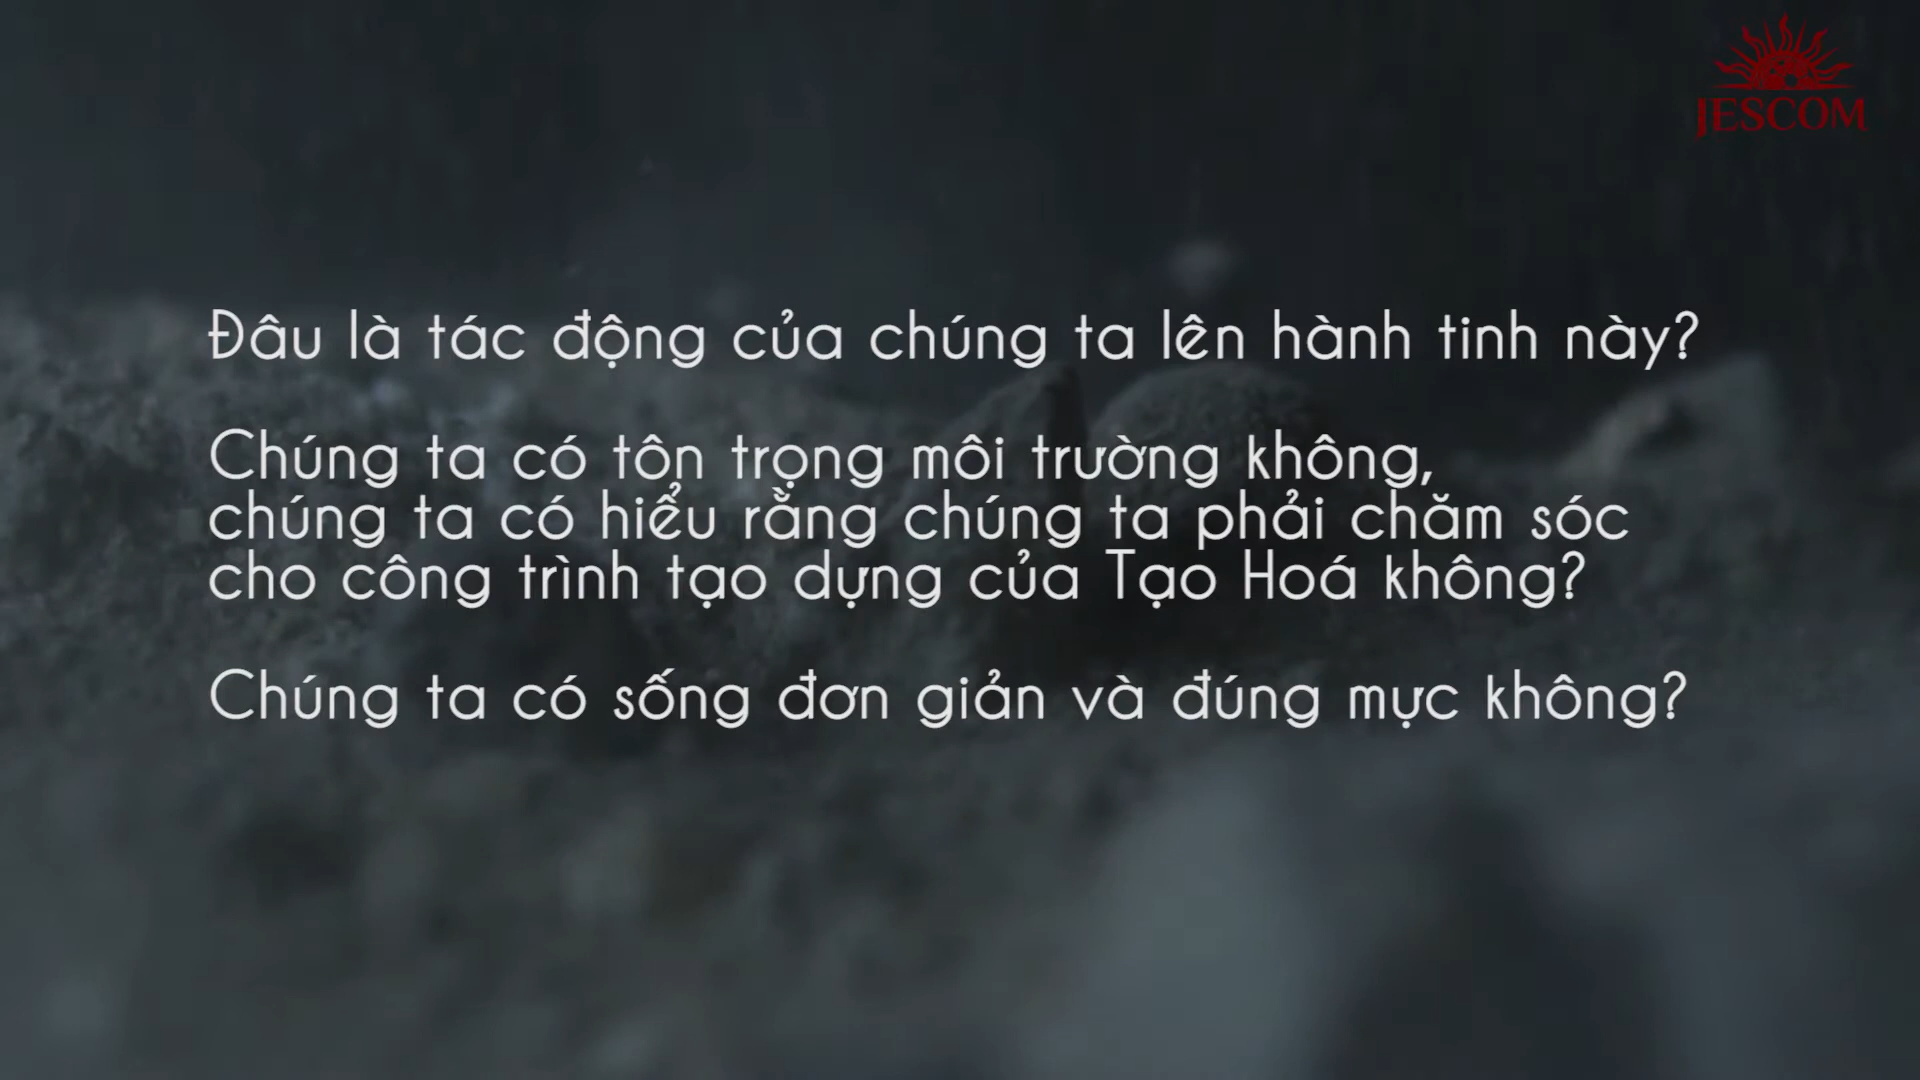 JESCOM
Đâu là tác động của chúng ta lên hành tinh này?
Chúng ta có tôn trọng môi trường không,
chúng ta có hiểu rằng chúng ta phải chăm sóc
cho công trình tạo dựng của Tạo Hoá không?
Chúng ta có sống đơn giản và đúng mực không?